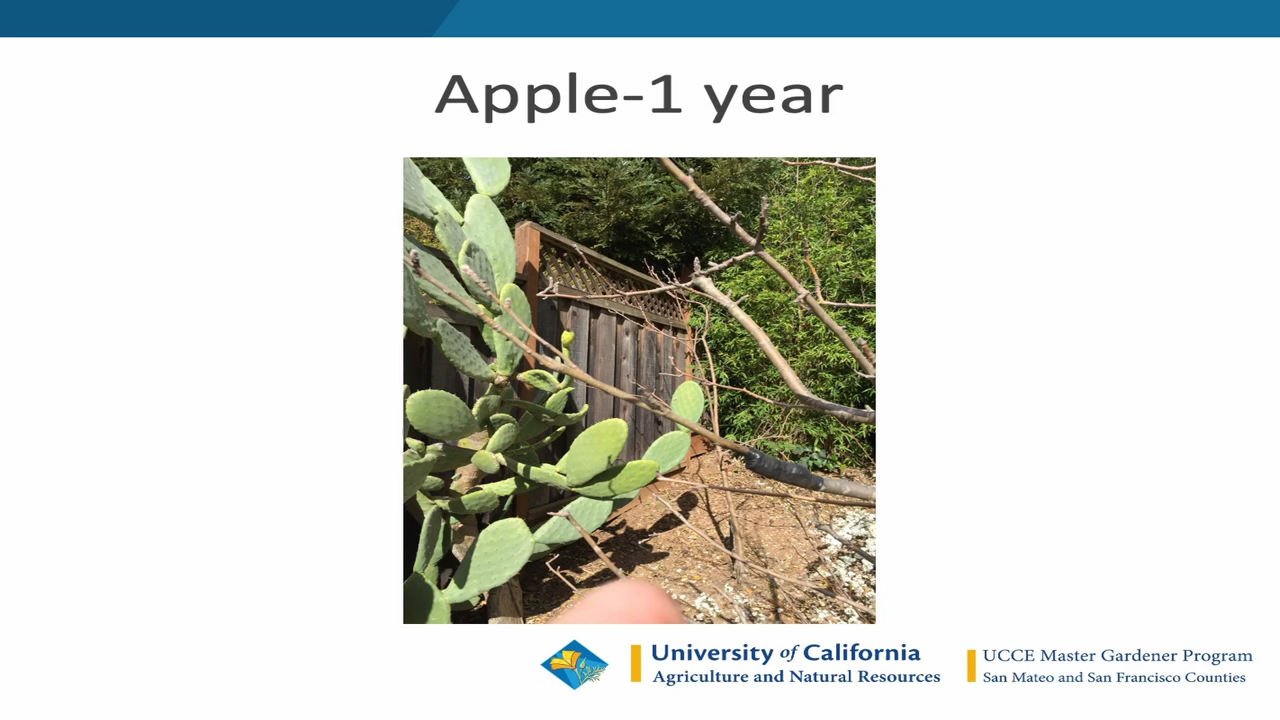 Apple-1 year
University of California
Agriculture and Natural Resources
UCCE Master Gardener Program
San Mateo and San Francisco Counties